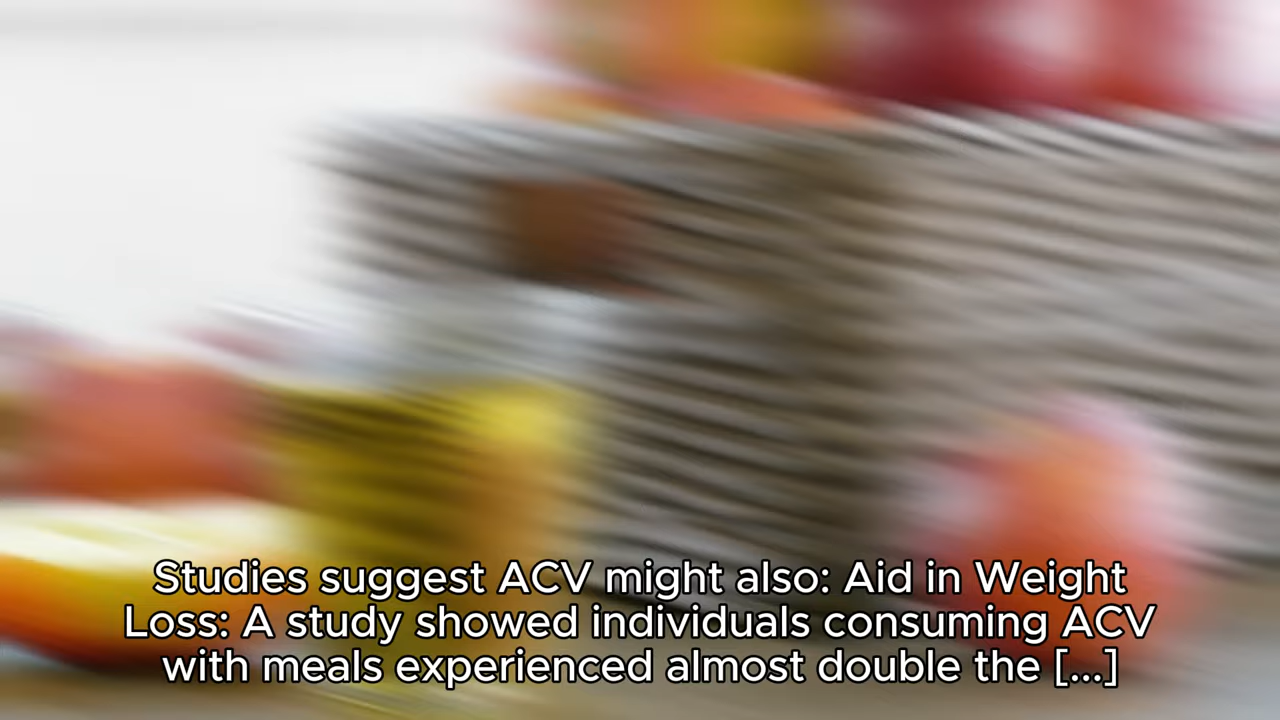 Studies suggest ACV might also: Aid in Weight
Loss: A study showed individuals consuming ACV
with meals experienced almost double the [...]